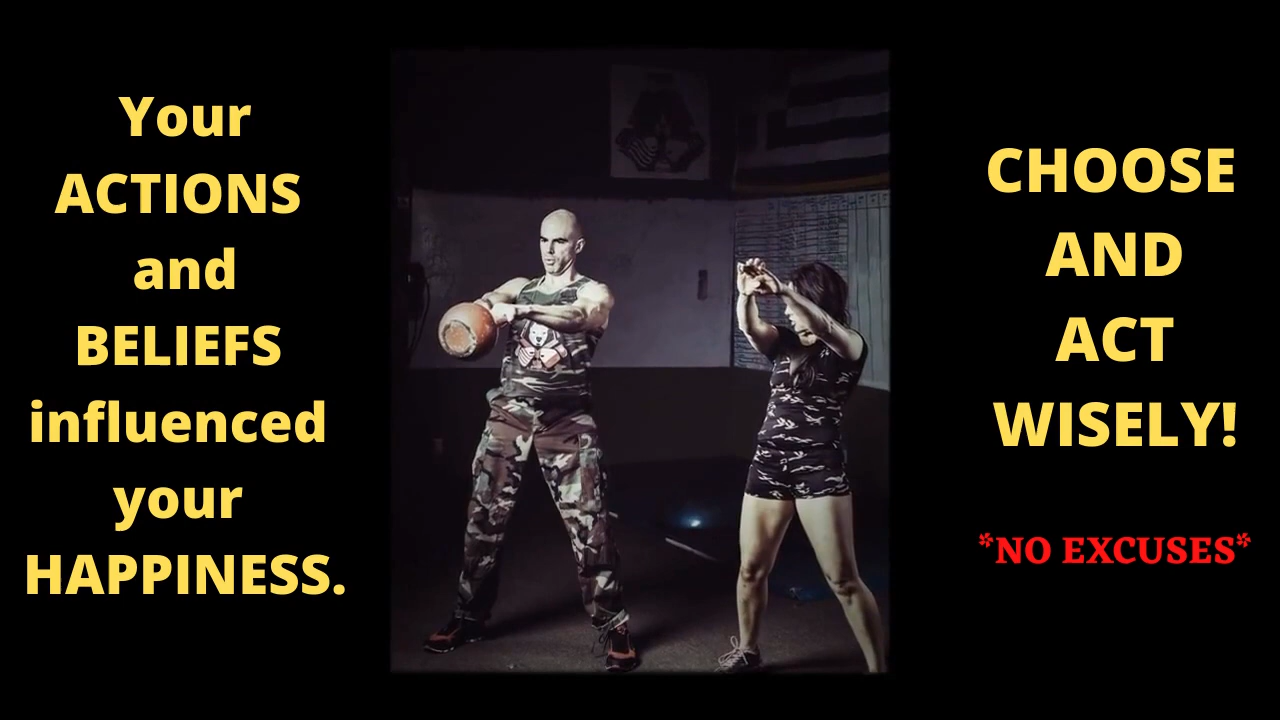 Your
ACTIONS
and
BELIEFS
influenced
your
HAPPINESS.
CHOOSE
AND
ACT
WISELY!
*NO EXCUSES*